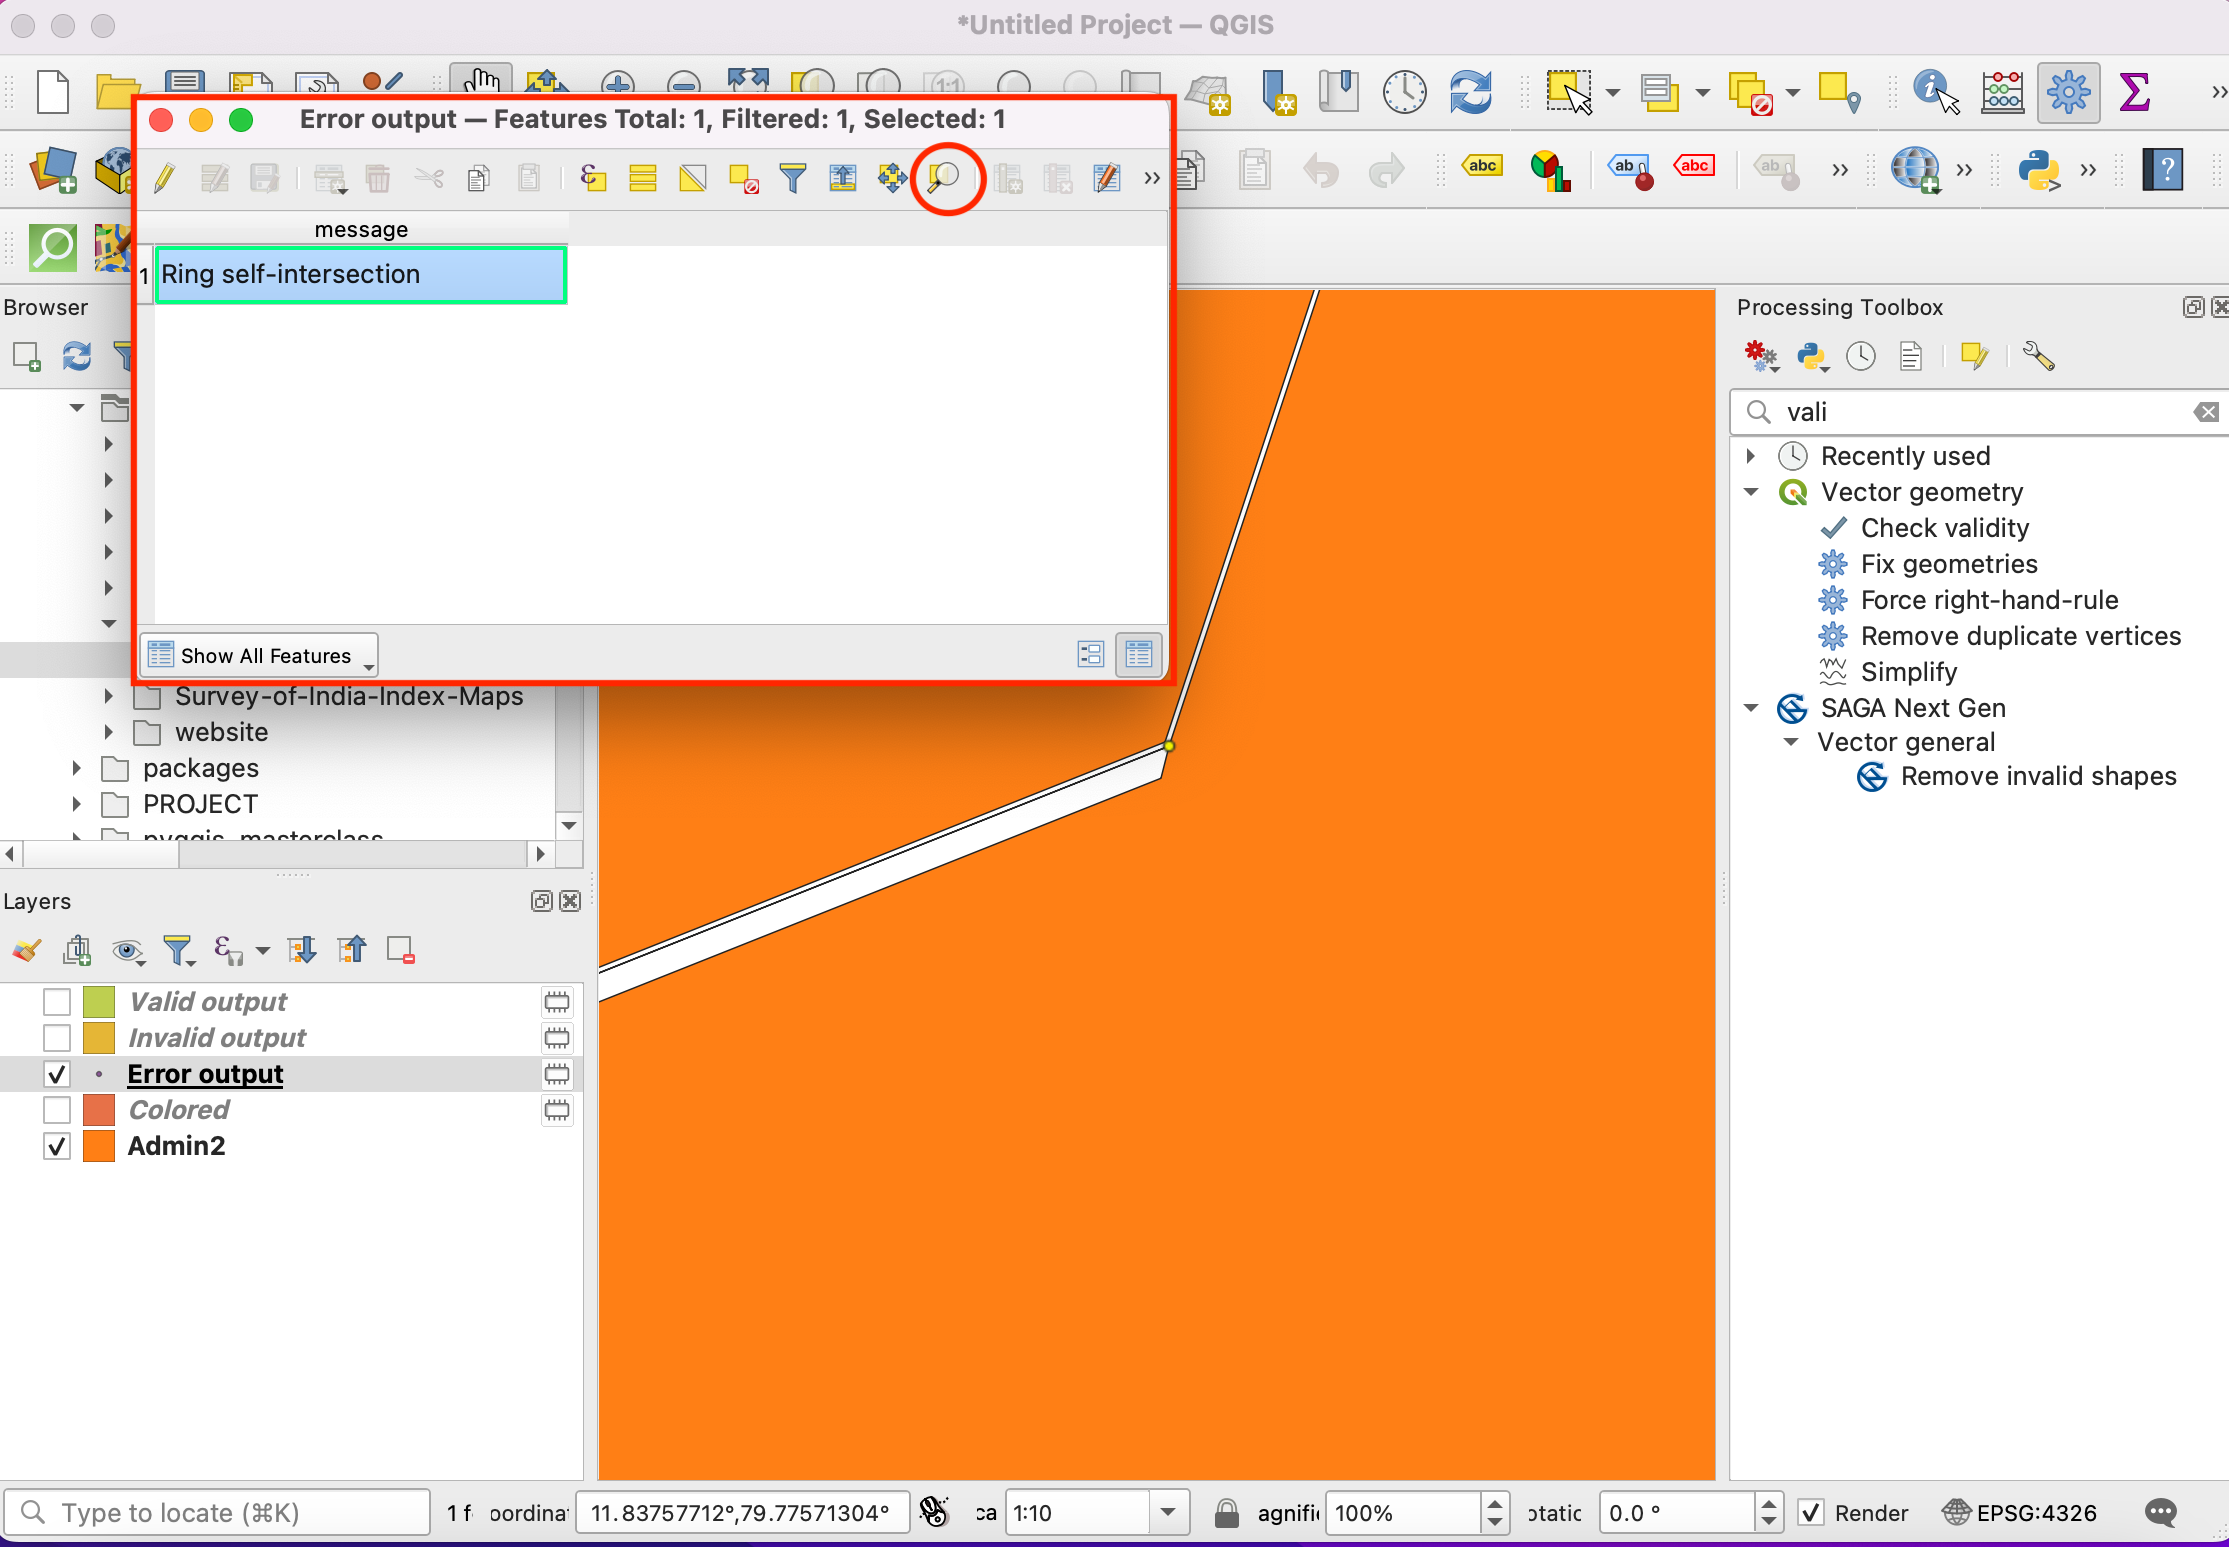 *Untitled Project — QGIS
Error output — Features Total: 1, Filtered: 1, Selected: 1
abc
ab
abc
ab
message
1
Ring self-intersection
Show All Features
Browser
Survey-of-India-Index-Maps
website
packages
PROJECT
pyqgis_masterclass
Layers
Valid output
Invalid output
Error output
Colored
Admin2
Processing Toolbox
vali
Recently used
Vector geometry
Check validity
Fix geometries
Force right-hand-rule
Remove duplicate vertices
Simplify
SAGA Next Gen
Vector general
Remove invalid shapes
Type to locate (⌘K)
1 f
oordinat
11.83757712°,79.77571304°
ca
1:10
agnifi
100%
otatic
0.0 °
Render
EPSG:4326